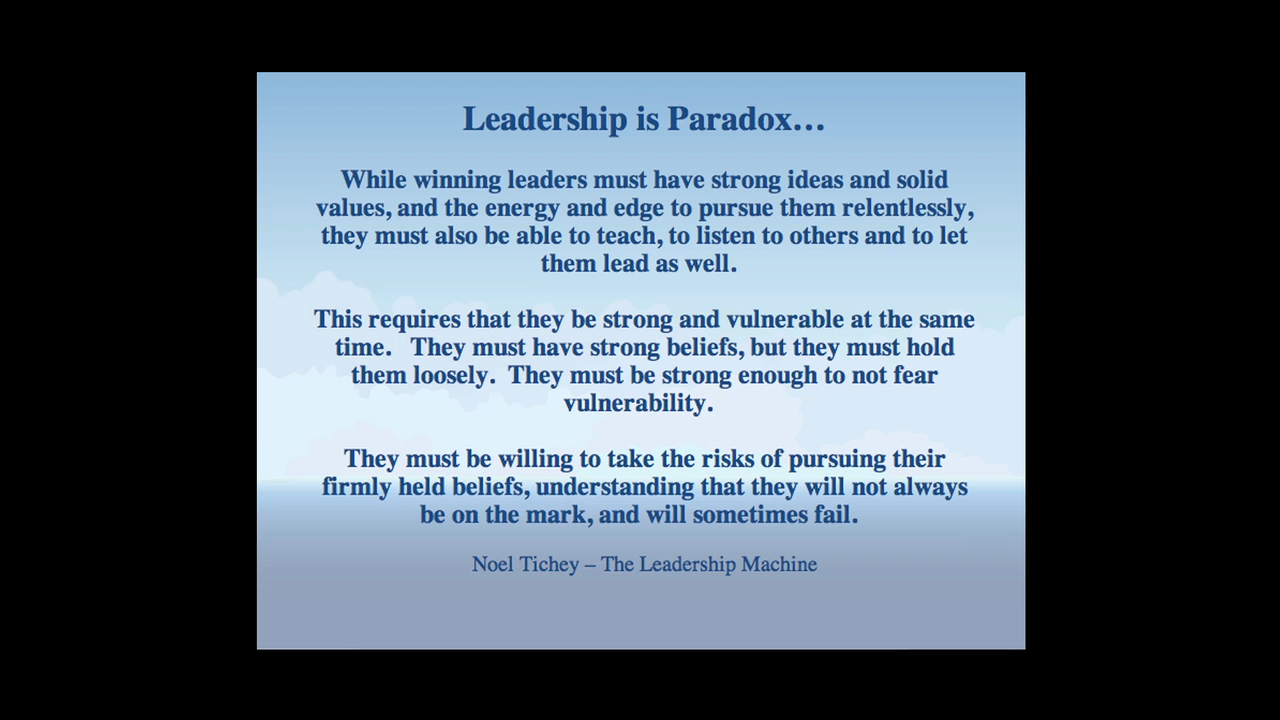 Leadership is Paradox…
While winning leaders must have strong ideas and solid
values, and the energy and edge to pursue them relentlessly,
they must also be able to teach, to listen to others and to let
them lead as well.
This requires that they be strong and vulnerable at the same
time.   They must have strong beliefs, but they must hold
them loosely.  They must be strong enough to not fear
vulnerability.
They must be willing to take the risks of pursuing their
firmly held beliefs, understanding that they will not always
be on the mark, and will sometimes fail.
Noel Tichey – The Leadership Machine